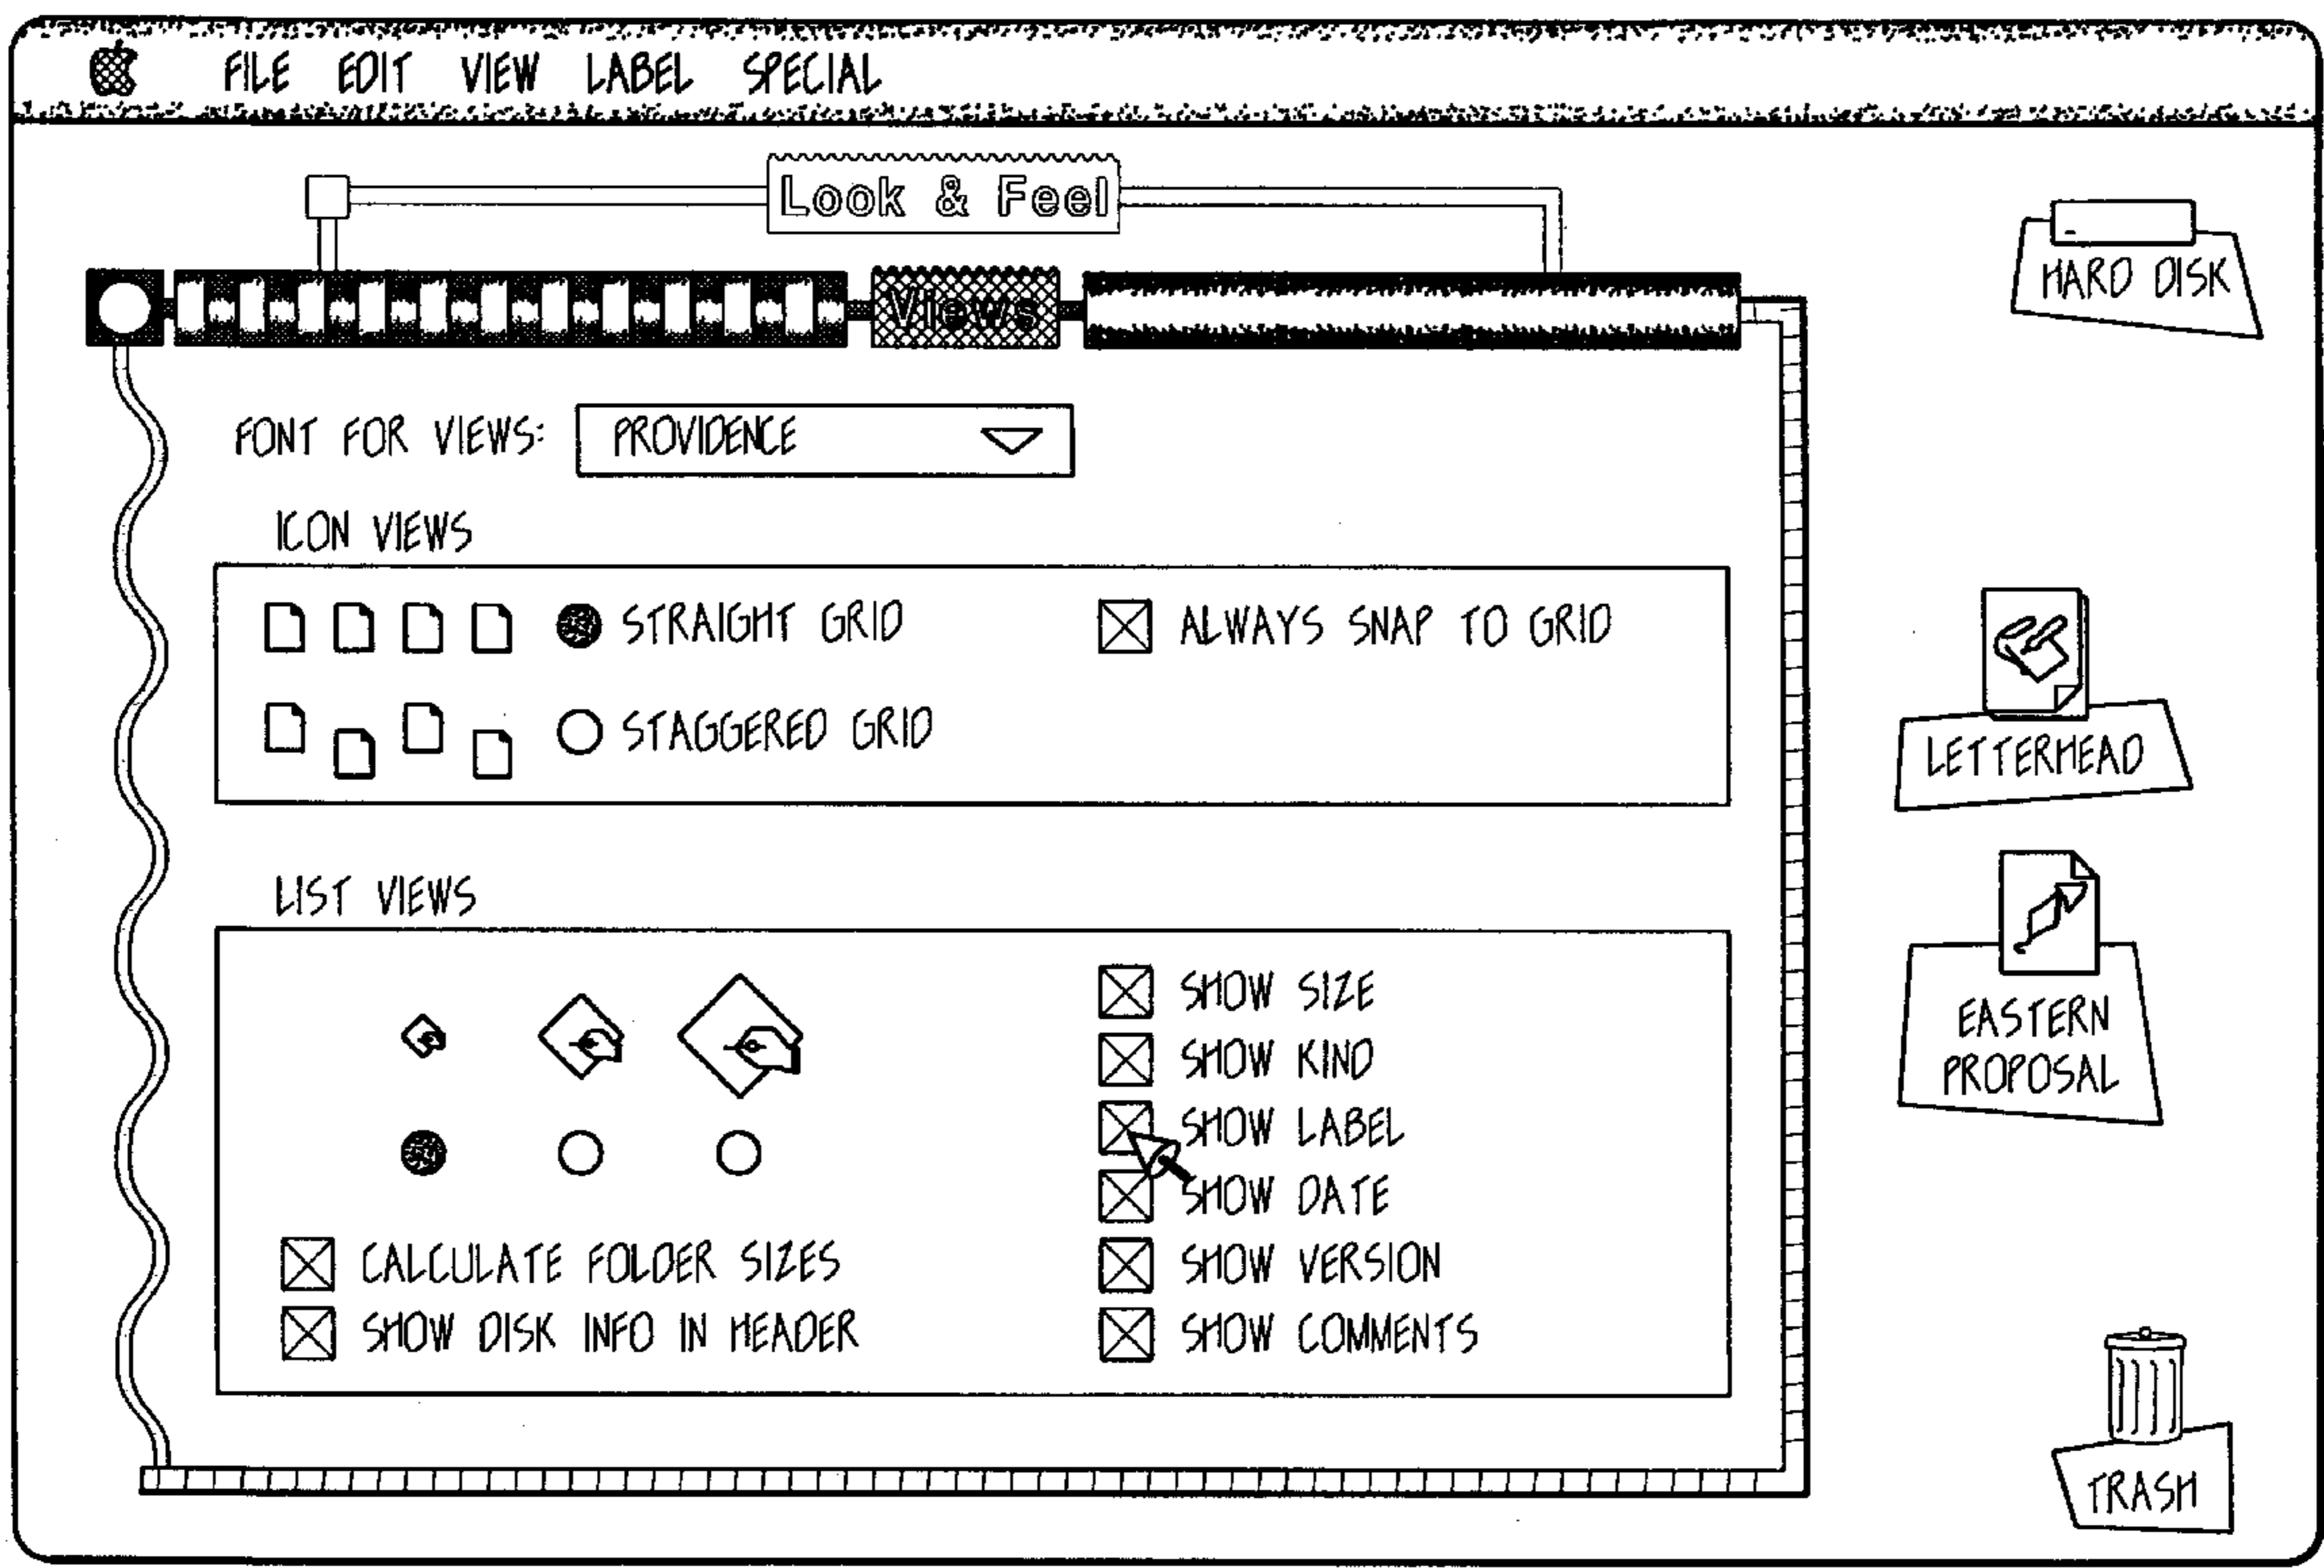 FILE EDIT VIEW LABEL SPECIAL
Look & Feel
Views
HARD DISK
FONT FOR VIEWS: PROVIDENCE
ICON VIEWS
STRAIGHT GRID
ALWAYS SNAP TO GRID
STAGGERED GRID
LETTERHEAD
LIST VIEWS
EASTERN
PROPOSAL
SHOW SIZE
SHOW KIND
SHOW LABEL
SHOW DATE
CALCULATE FOLDER SIZES
SHOW VERSION
SHOW DISK INFO IN HEADER
SHOW COMMENTS
TRASH